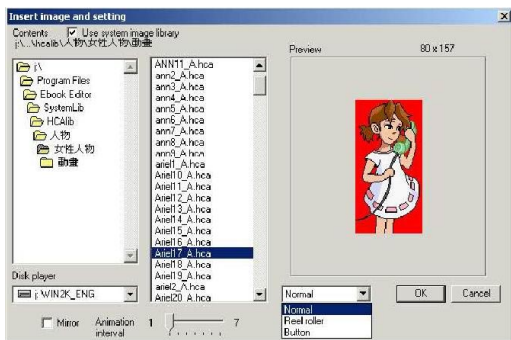 Insert image and setting
Contents
Use system image library
j:\...\hcalib\人物\女性人物\動畫
Preview
80 x 157
j:\
Program Files
Ebook Editor
SystemLib
HCAlib
人物
女性人物
動畫
ANN11_A.hca
ann2_A.hca
ann3_A.hca
ann4_A.hca
ann5_A.hca
ann6_A.hca
ann7_A.hca
ann8_A.hca
ann9_A.hca
ariel1_A.hca
Ariel10_A.hca
Ariel11_A.hca
Ariel12_A.hca
Ariel13_A.hca
Ariel14_A.hca
Ariel15_A.hca
Ariel16_A.hca
Ariel17_A.hca
Ariel18_A.hca
Ariel19_A.hca
ariel2_A.hca
Ariel20_A.hca
Disk player
j: WIN2K_ENG
Normal
OK
Cancel
Normal
Reel roller
Button
Mirror
Animation interval
1
7